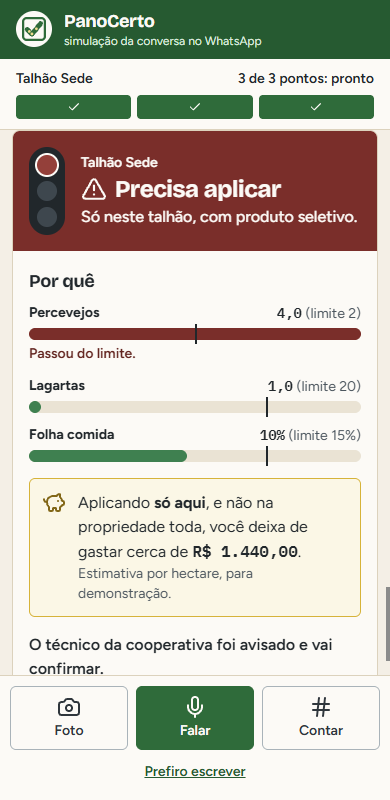 PanoCerto
simulação da conversa no WhatsApp
Talhão Sede
3 de 3 pontos: pronto
Talhão Sede
Precisa aplicar
Só neste talhão, com produto seletivo.
Por quê
Percevejos
4,0 (limite 2)
Passou do limite.
Lagartas
1,0 (limite 20)
Folha comida
10% (limite 15%)
Aplicando só aqui, e não na
propriedade toda, você deixa de
gastar cerca de R$ 1.440,00.
Estimativa por hectare, para
demonstração.
O técnico da cooperativa foi avisado e vai
confirmar.
Foto
Falar
Contar
Prefiro escrever